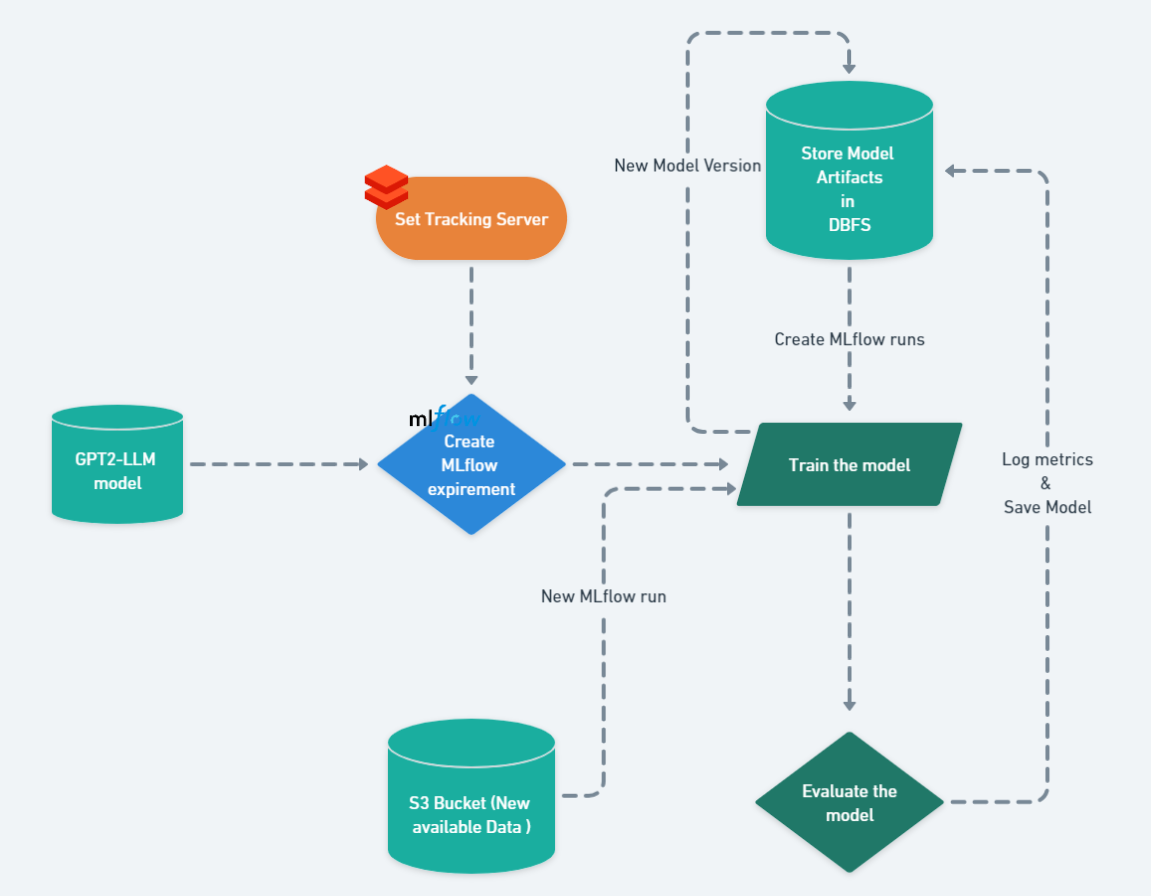 New Model Version
Store Model
Artifacts
in
DBFS
Set Tracking Server
Create MLflow runs
mlflow
Create
MLflow
expirement
GPT2-LLM
model
Train the model
Log metrics
&
Save Model
New MLflow run
S3 Bucket (New
available Data )
Evaluate the
model